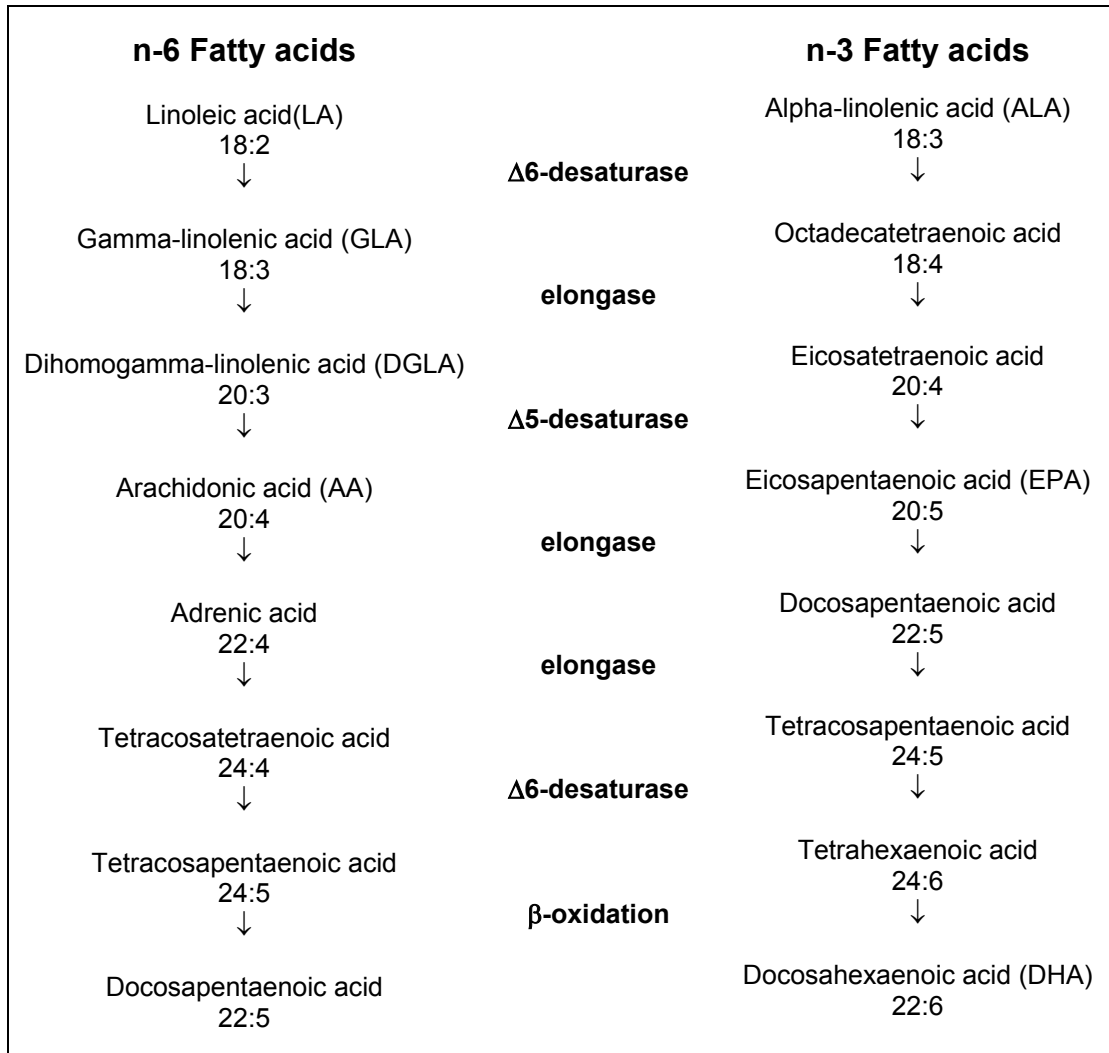 n-6 Fatty acids
n-3 Fatty acids
Linoleic acid(LA)
18:2
↓
Δ6-desaturase
Alpha-linolenic acid (ALA)
18:3
↓
Gamma-linolenic acid (GLA)
18:3
↓
elongase
Octadecatetraenoic acid
18:4
↓
Dihomogamma-linolenic acid (DGLA)
20:3
↓
Δ5-desaturase
Eicosatetraenoic acid
20:4
↓
Arachidonic acid (AA)
20:4
↓
elongase
Eicosapentaenoic acid (EPA)
20:5
↓
Adrenic acid
22:4
↓
elongase
Docosapentaenoic acid
22:5
↓
Tetracosatetraenoic acid
24:4
↓
Δ6-desaturase
Tetracosapentaenoic acid
24:5
↓
Tetracosapentaenoic acid
24:5
↓
β-oxidation
Tetrahexaenoic acid
24:6
↓
Docosapentaenoic acid
22:5
Docosahexaenoic acid (DHA)
22:6